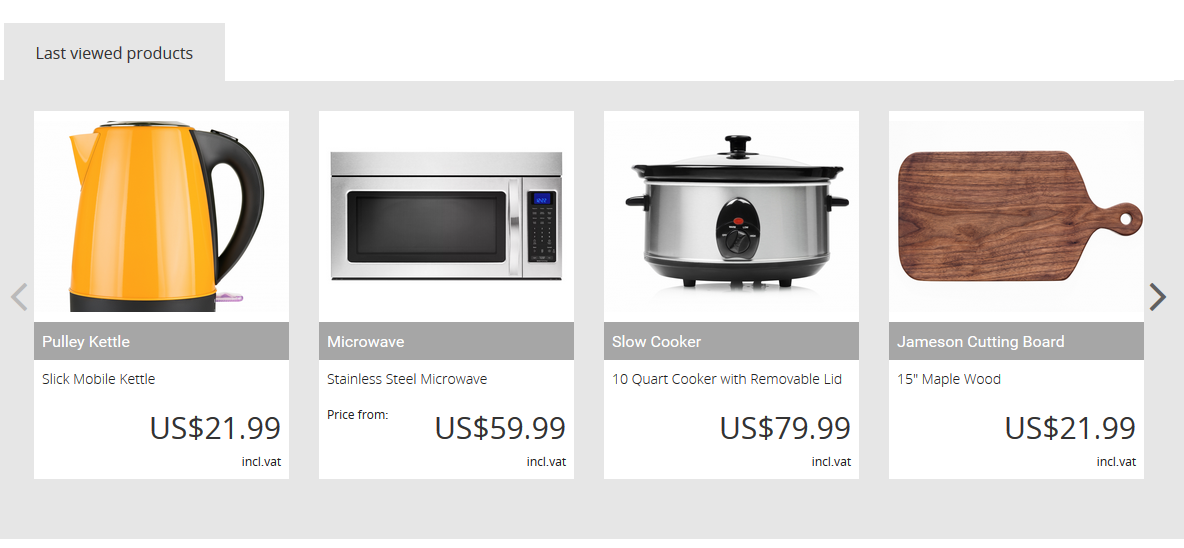 Last viewed products
Pulley Kettle
Slick Mobile Kettle
US$21.99
incl.vat
Microwave
Stainless Steel Microwave
Price from:
US$59.99
incl.vat
Slow Cooker
10 Quart Cooker with Removable Lid
US$79.99
incl.vat
Jameson Cutting Board
15" Maple Wood
US$21.99
incl.vat